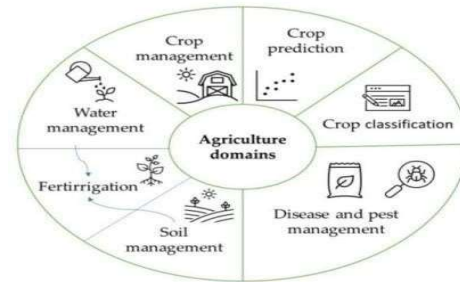 Crop
management
Crop
prediction
Water
management
Crop classification
Agriculture
domains
Fertirrigation
Disease and pest
management
Soil
management